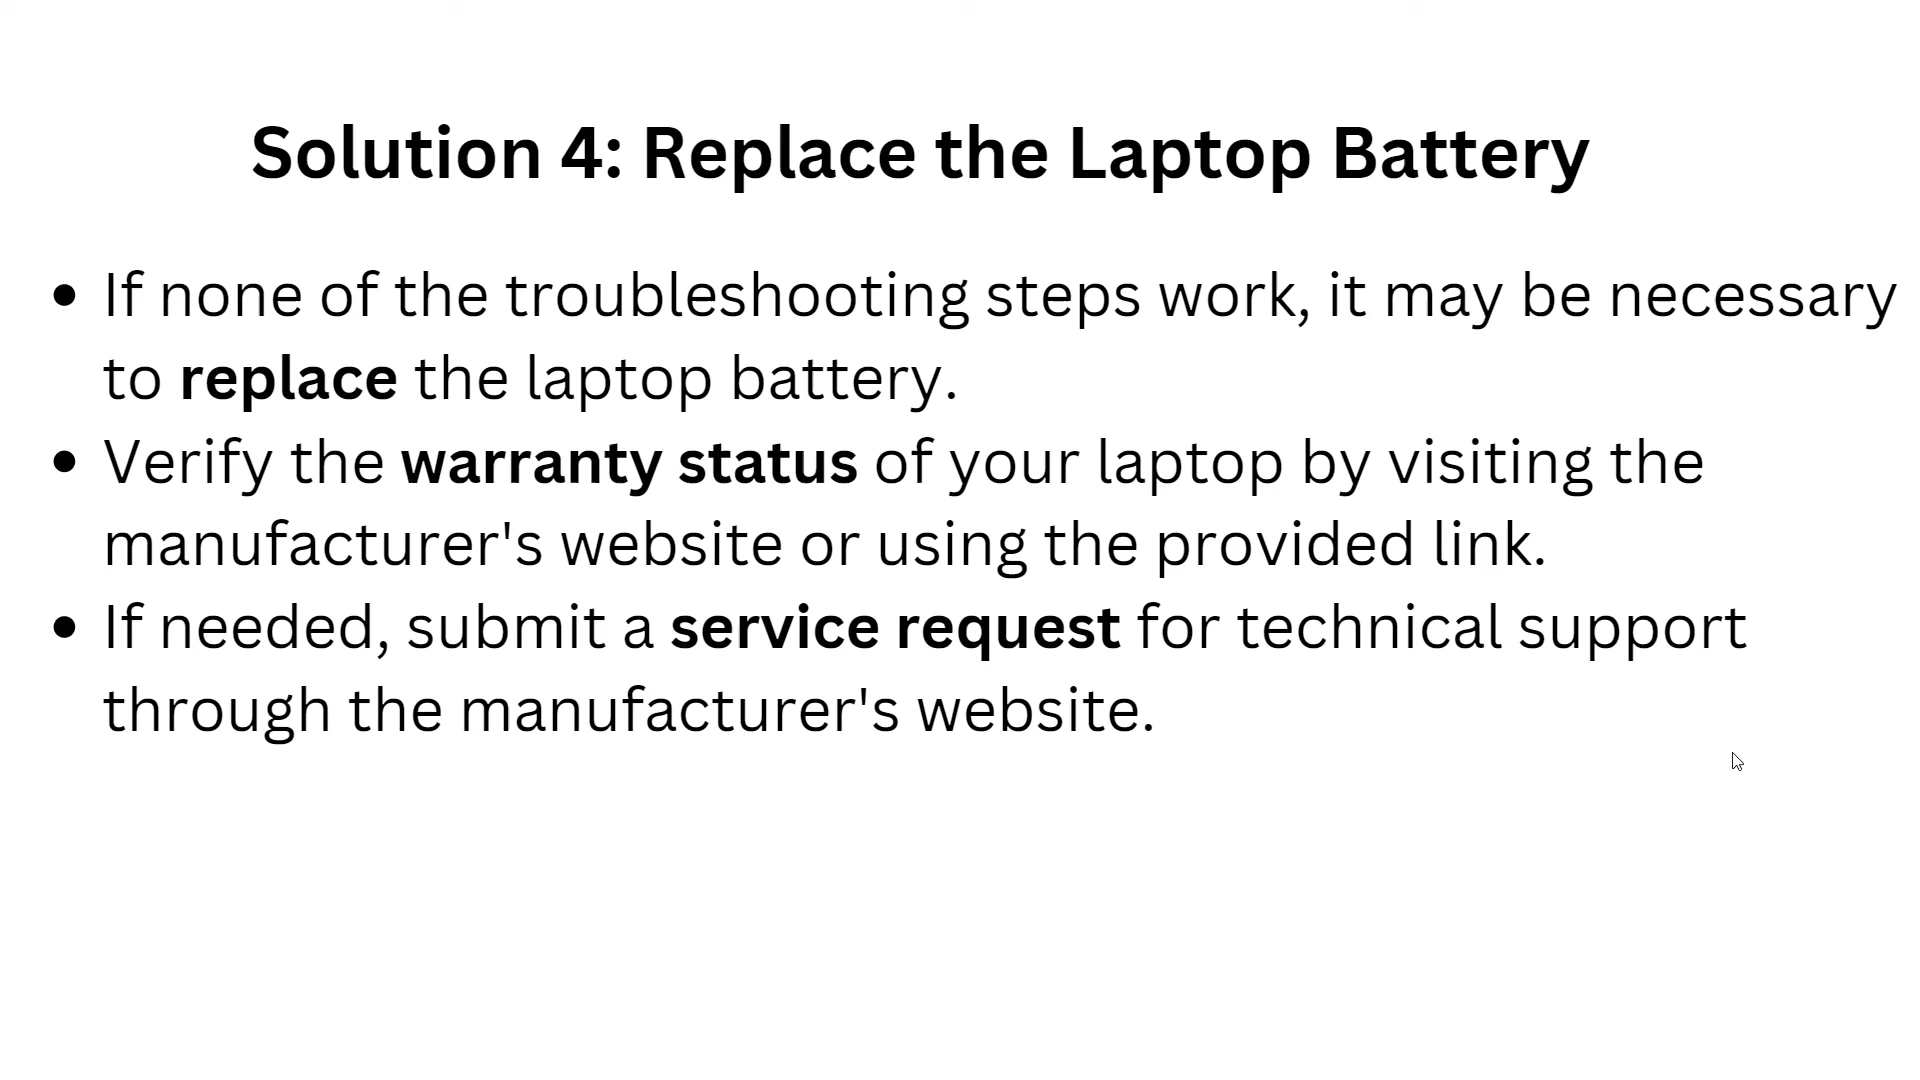 Solution 4: Replace the Laptop Battery
• If none of the troubleshooting steps work, it may be necessary
to replace the laptop battery.
• Verify the warranty status of your laptop by visiting the
manufacturer's website or using the provided link.
• If needed, submit a service request for technical support
through the manufacturer's website.